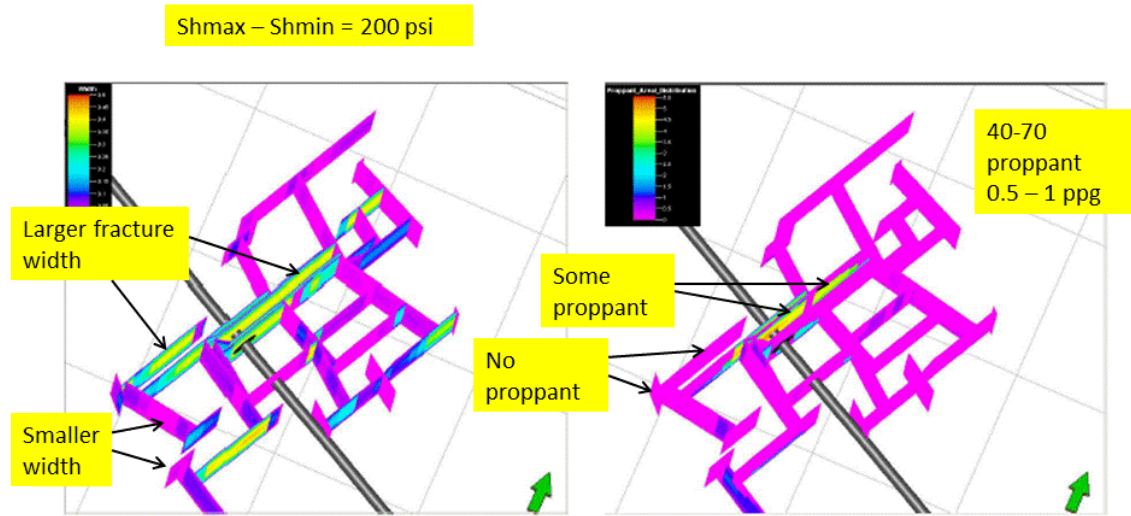 Shmax – Shmin = 200 psi
Width
Larger fracture
width
Smaller
width
Proppant_Areal_Distribution
40-70
proppant
0.5 – 1 ppg
Some
proppant
No
proppant